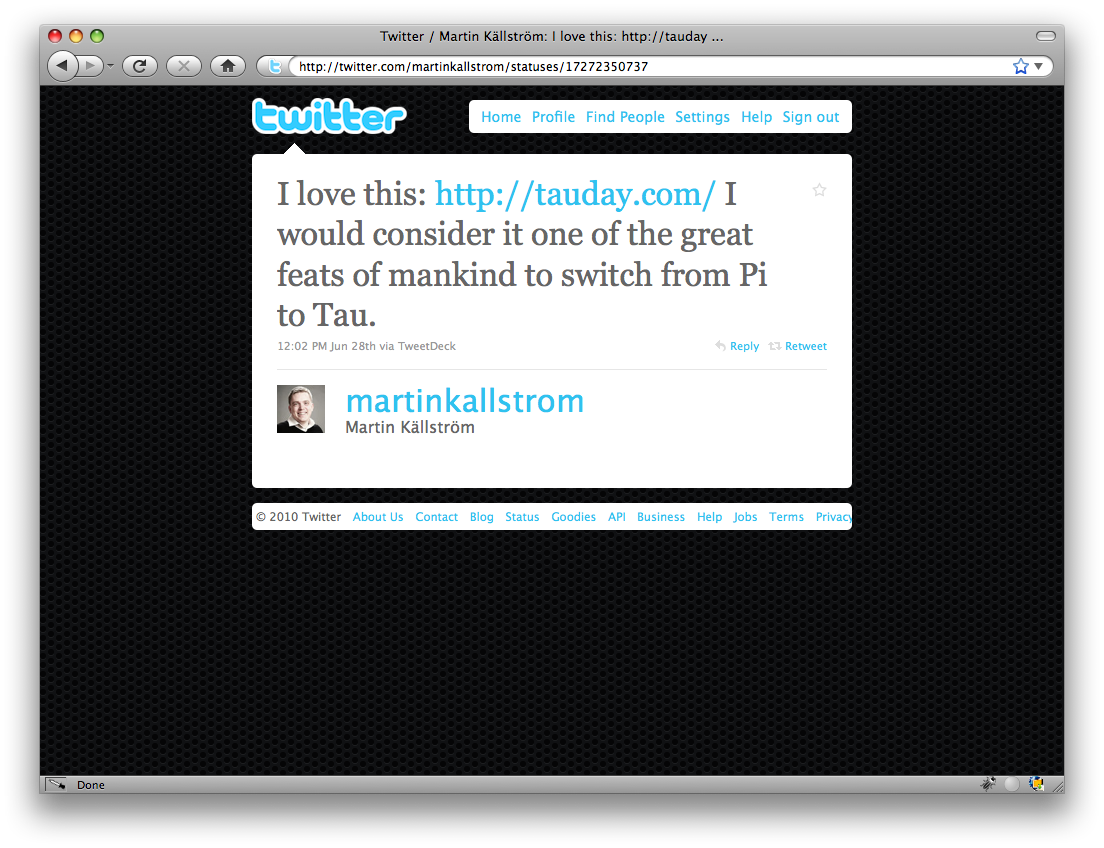 Twitter / Martin Källström: I love this: http://tauday ...
http://twitter.com/martinkallstrom/statuses/17272350737
twitter
Home Profile Find People Settings Help Sign out
I love this: http://tauday.com/ I
would consider it one of the great
feats of mankind to switch from Pi
to Tau.
12:02 PM Jun 28th via TweetDeck Reply Retweet
martinkallstrom
Martin Källström
© 2010 Twitter About Us Contact Blog Status Goodies API Business Help Jobs Terms Privacy
Done